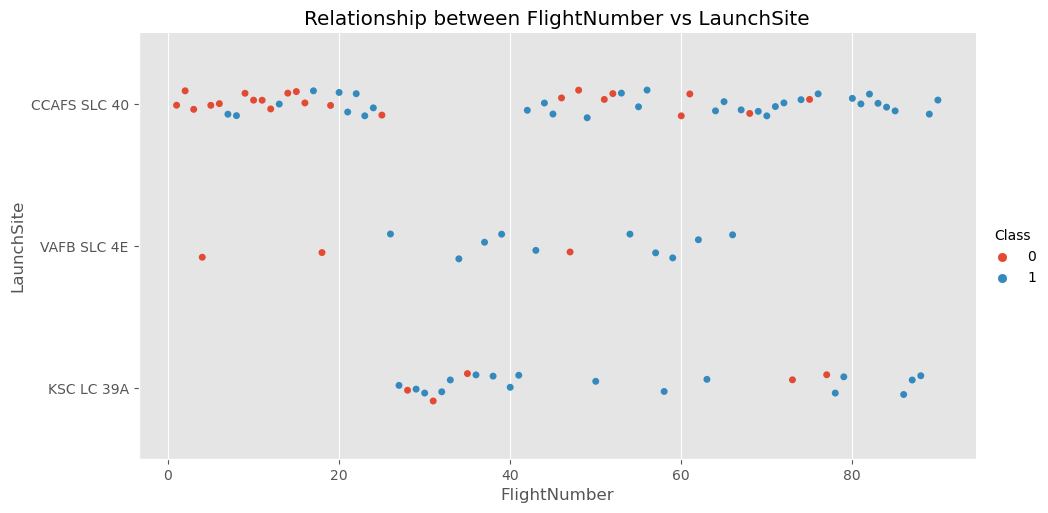 Relationship between FlightNumber vs LaunchSite
CCAFS SLC 40
VAFB SLC 4E
KSC LC 39A
LaunchSite
0 20 40 60 80
FlightNumber
Class
0
1